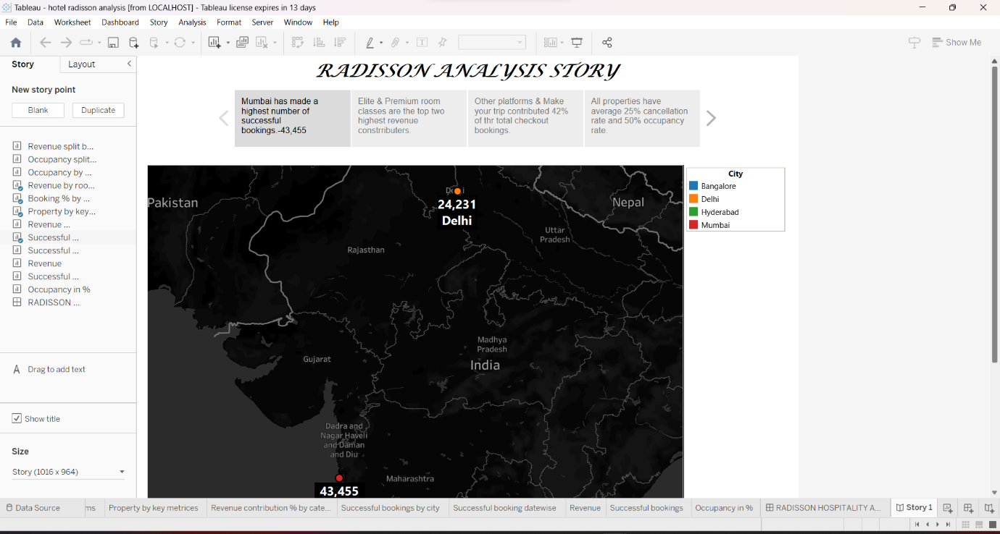 Tableau - hotel radisson analysis [from LOCALHOST] - Tableau license expires in 13 days
File Data Worksheet Dashboard Story Analysis Format Server Window Help
Show Me
Story Layout
New story point
Blank Duplicate
Revenue split b...
Occupancy split...
Occupancy by ...
Revenue by roo...
Booking % by ...
Property by key...
Revenue ...
Successful ...
Successful ...
Revenue
Successful ...
Occupancy in %
RADISSON ...
Drag to add text
Show title
Size
Story (1016 x 964)
RADISSON ANALYSIS STORY
Mumbai has made a
highest number of
successful
bookings.-43,455
Elite & Premium room
classes are the top two
highest revenue
constrributers.
Other platforms & Make
your trip contributed 42%
of thr total checkout
bookings.
All properties have
average 25% cancellation
rate and 50% occupancy
rate.
Pakistan
24,231
Delhi
Nepal
Uttar
Pradesh
Rajasthan
Madhya
Pradesh
India
Gujarat
Dadra and
Nagar Haveli
and Daman
and Diu
Maharashtra
43,455
City
Bangalore
Delhi
Hyderabad
Mumbai
Data Source ms Property by key metrices Revenue contribution % by cate... Successful bookings by city Successful booking datewise Revenue Successful bookings Occupancy in % RADISSON HOSPITALITY A... Story 1